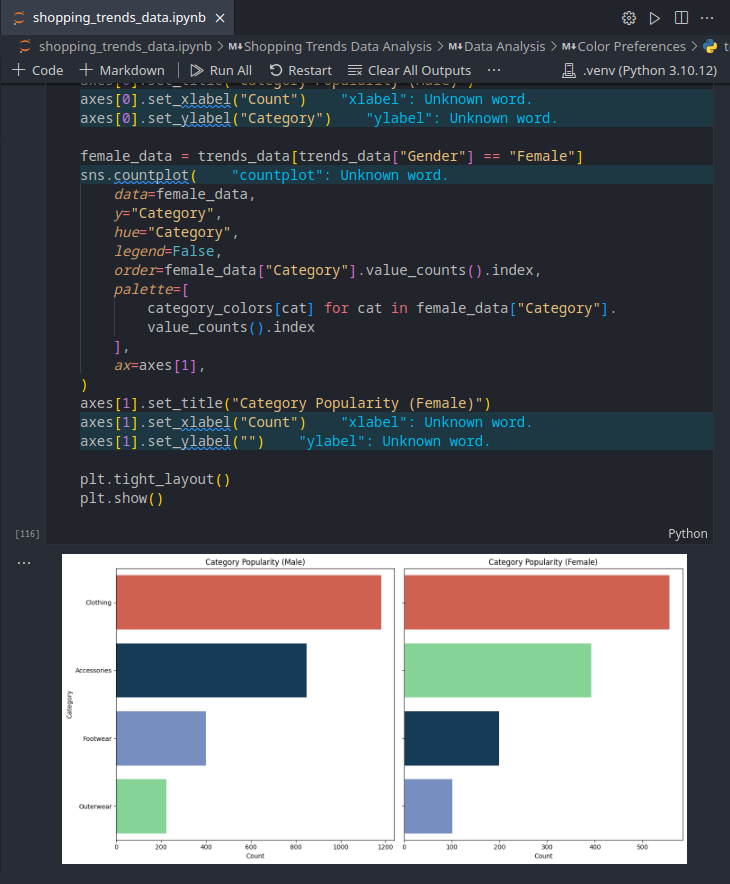 shopping_trends_data.ipynb ×
shopping_trends_data.ipynb > M↓Shopping Trends Data Analysis > M↓Data Analysis > M↓Color Preferences >
+ Code + Markdown | Run All Restart Clear All Outputs ··· .venv (Python 3.10.12)
axes[0].set_title("Category Popularity (Male)")
axes[0].set_xlabel("Count") "xlabel": Unknown word.
axes[0].set_ylabel("Category") "ylabel": Unknown word.
female_data = trends_data[trends_data["Gender"] == "Female"]
sns.countplot( "countplot": Unknown word.
data=female_data,
y="Category",
hue="Category",
legend=False,
order=female_data["Category"].value_counts().index,
palette=[
category_colors[cat] for cat in female_data["Category"].
value_counts().index
],
ax=axes[1],
)
axes[1].set_title("Category Popularity (Female)")
axes[1].set_xlabel("Count") "xlabel": Unknown word.
axes[1].set_ylabel("") "ylabel": Unknown word.
plt.tight_layout()
plt.show()
[116] Python
···
Category Popularity (Male)
Category
Clothing
Accessories
Footwear
Outerwear
0 200 400 600 800 1000 1200
Count
Category Popularity (Female)
0 100 200 300 400 500
Count